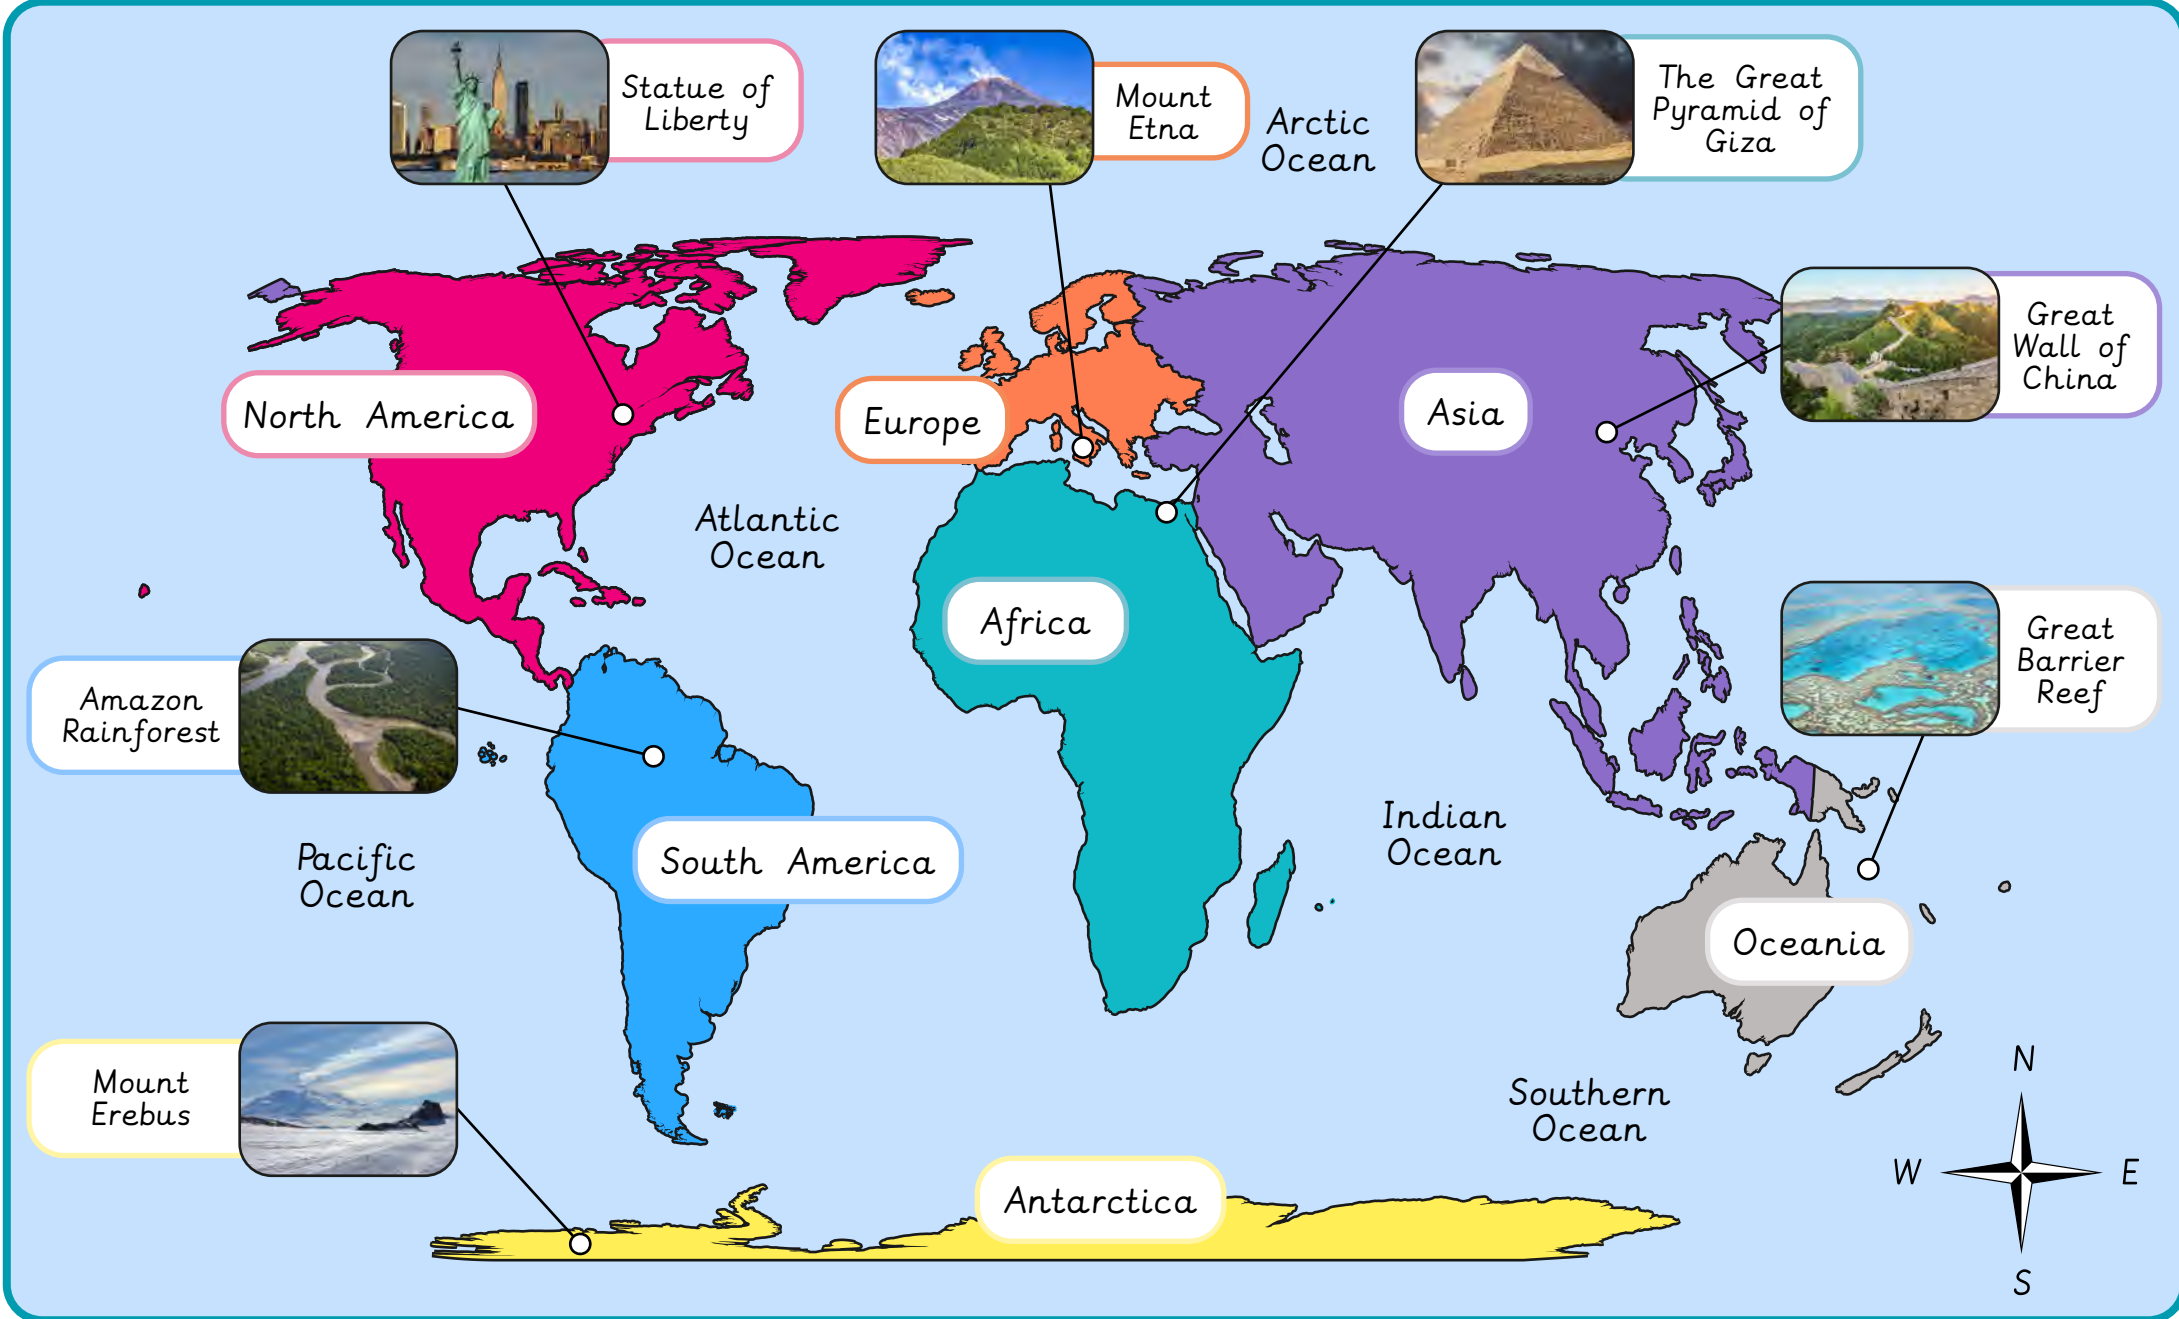 Statue of
Liberty
Mount
Etna
Arctic
Ocean
The Great
Pyramid of
Giza
Great
Wall of
China
North America
Europe
Asia
Atlantic
Ocean
Africa
Great
Barrier
Reef
Amazon
Rainforest
Pacific
Ocean
South America
Indian
Ocean
Oceania
Mount
Erebus
Southern
Ocean
Antarctica
N
W
E
S